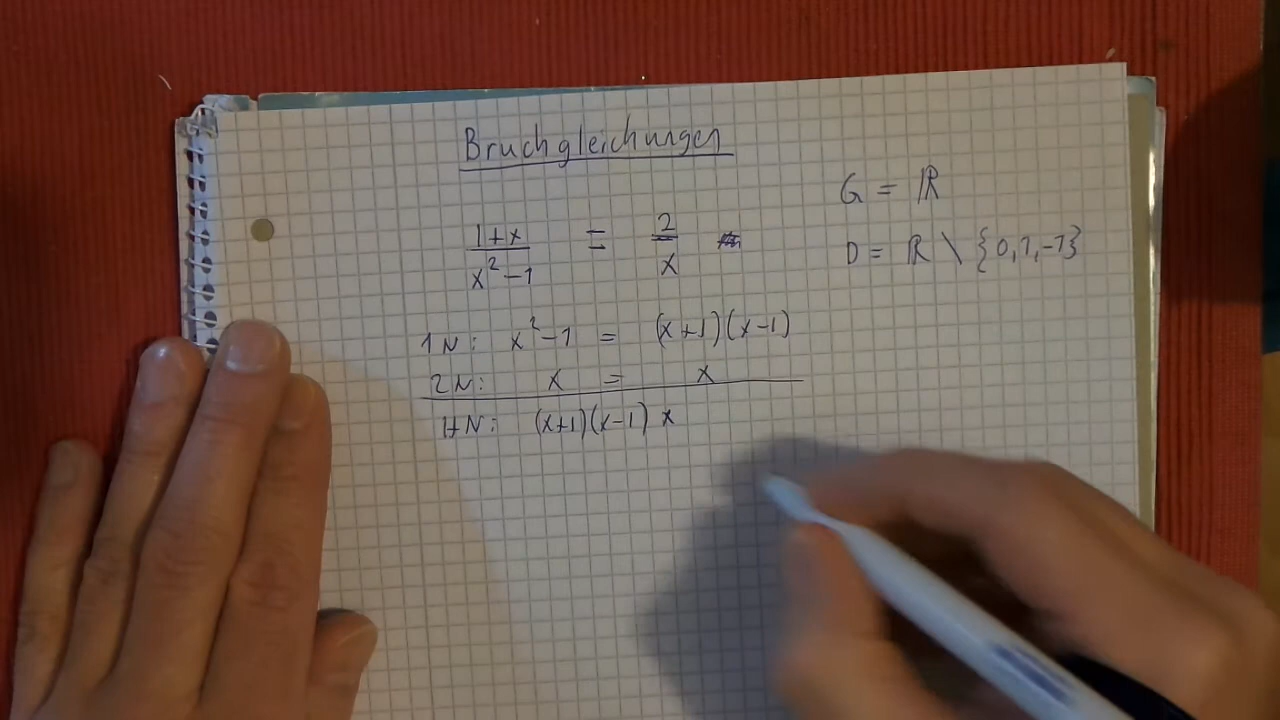 Bruchgleichungen
G = ℝ
(1+x)/(x²-1) = 2/x
D = ℝ \ {0,1,-1}
1N: x²-1 = (x+1)(x-1)
2N: x = x
HN: (x+1)(x-1) x